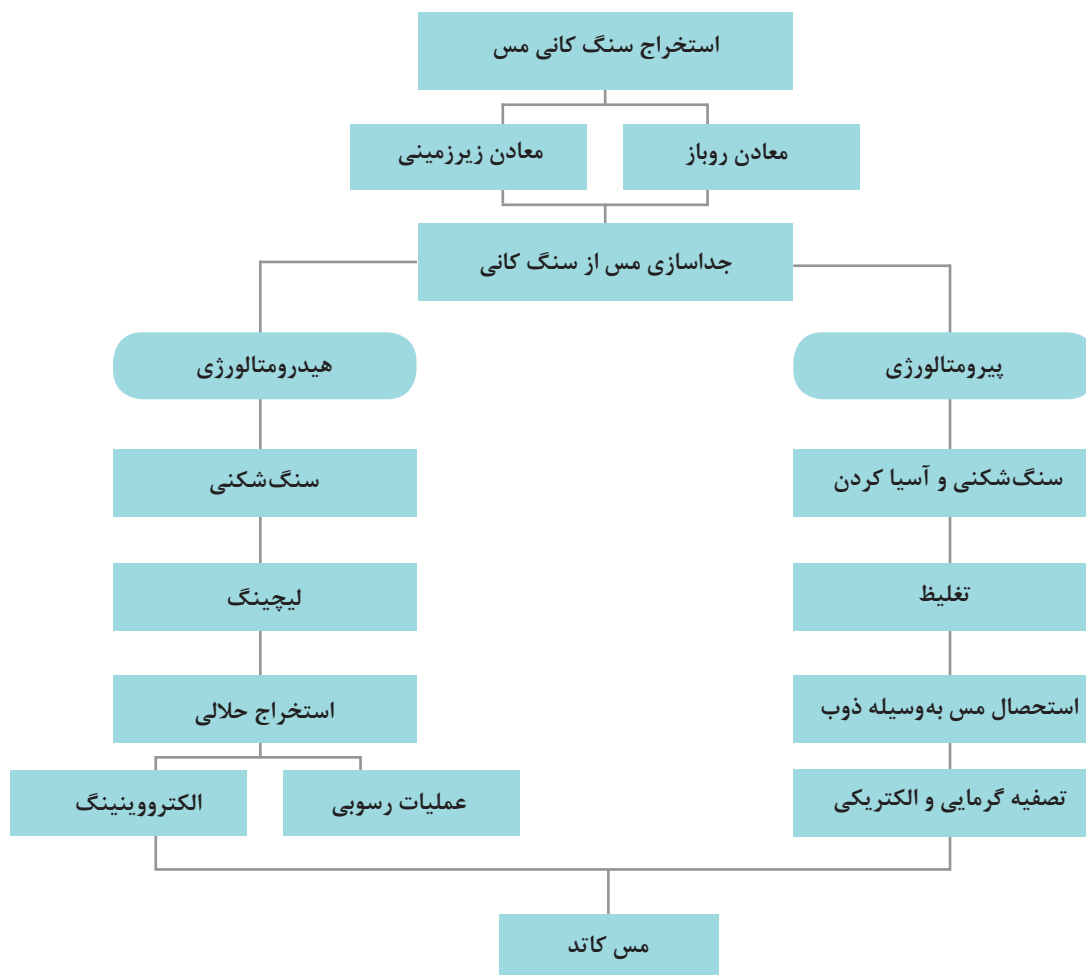 استخراج سنگ کانی مس
معادن روباز
معادن زیرزمینی
جداسازی مس از سنگ کانی
پیرومتالورژی
هیدرومتالورژی
سنگ‌شکنی و آسیا کردن
سنگ‌شکنی
تغلیظ
لیچینگ
استحصال مس به‌وسیله ذوب
استخراج حلالی
تصفیه گرمایی و الکتریکی
عملیات رسوبی
الکترووینینگ
مس کاتد